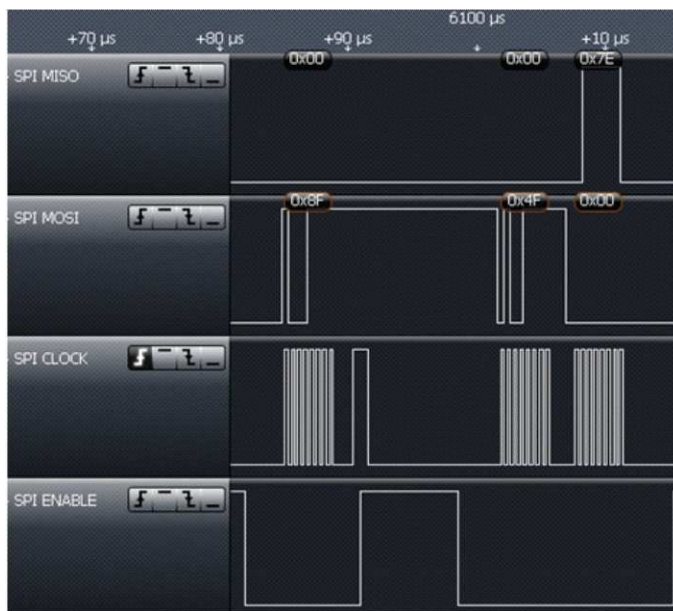 6100 µs
+70 µs +80 µs +90 µs +10 µs
0x00 0x00 0x7E
SPI MISO
0x8F 0x4F 0x00
SPI MOSI
SPI CLOCK
SPI ENABLE